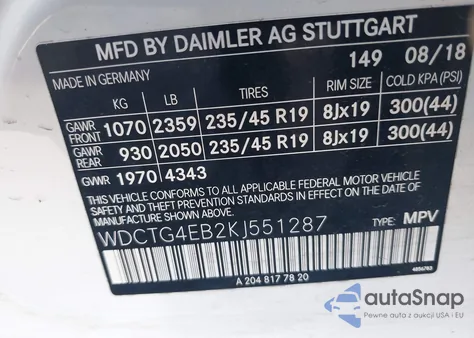 MFD BY DAIMLER AG STUTTGART
149 08/18
MADE IN GERMANY
KG LB TIRES RIM SIZE COLD KPA (PSI)
GAWR FRONT 1070 2359 235/45 R19 8Jx19 300(44)
GAWR REAR 930 2050 235/45 R19 8Jx19 300(44)
GVWR 1970 4343
THIS VEHICLE CONFORMS TO ALL APPLICABLE FEDERAL MOTOR VEHICLE
SAFETY AND THEFT PREVENTION STANDARDS IN EFFECT ON THE DATE OF
MANUFACTURE SHOWN ABOVE.
WDCTG4EB2KJ551287 TYPE: MPV
A 204 817 78 20
autoSnap
Pewne auta z aukcji USA i EU